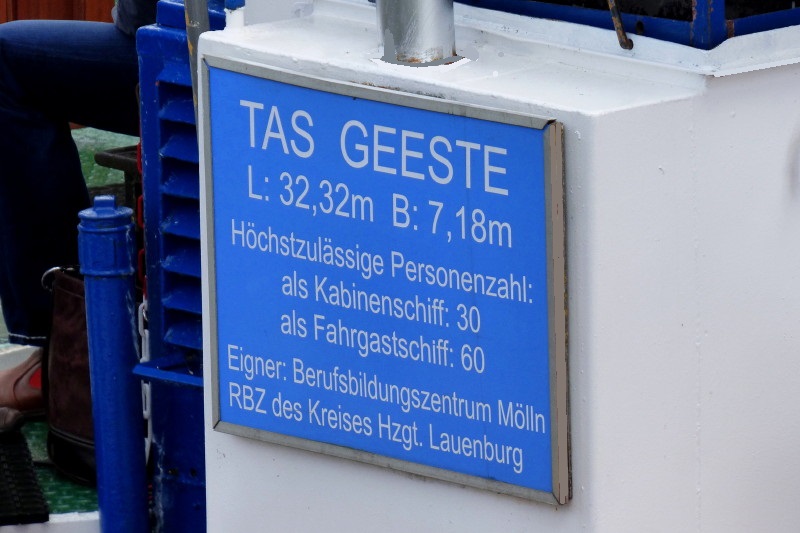 TAS GEESTE
L: 32,32m B: 7,18m
Höchstzulässige Personenzahl:
als Kabinenschiff: 30
als Fahrgastschiff: 60
Eigner: Berufsbildungszentrum Mölln
RBZ des Kreises Hzgt. Lauenburg